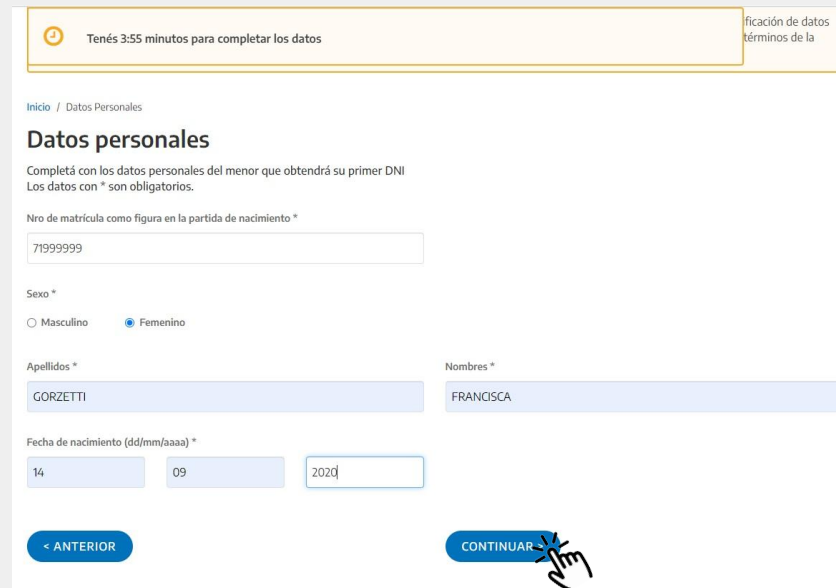 Tenés 3:55 minutos para completar los datos
ficación de datos
términos de la
Inicio / Datos Personales
Datos personales
Completá con los datos personales del menor que obtendrá su primer DNI
Los datos con * son obligatorios.
Nro de matrícula como figura en la partida de nacimiento *
71999999
Sexo *
Masculino Femenino
Apellidos * Nombres *
GORZETTI FRANCISCA
Fecha de nacimiento (dd/mm/aaaa) *
14 09 2020
< ANTERIOR CONTINUAR >